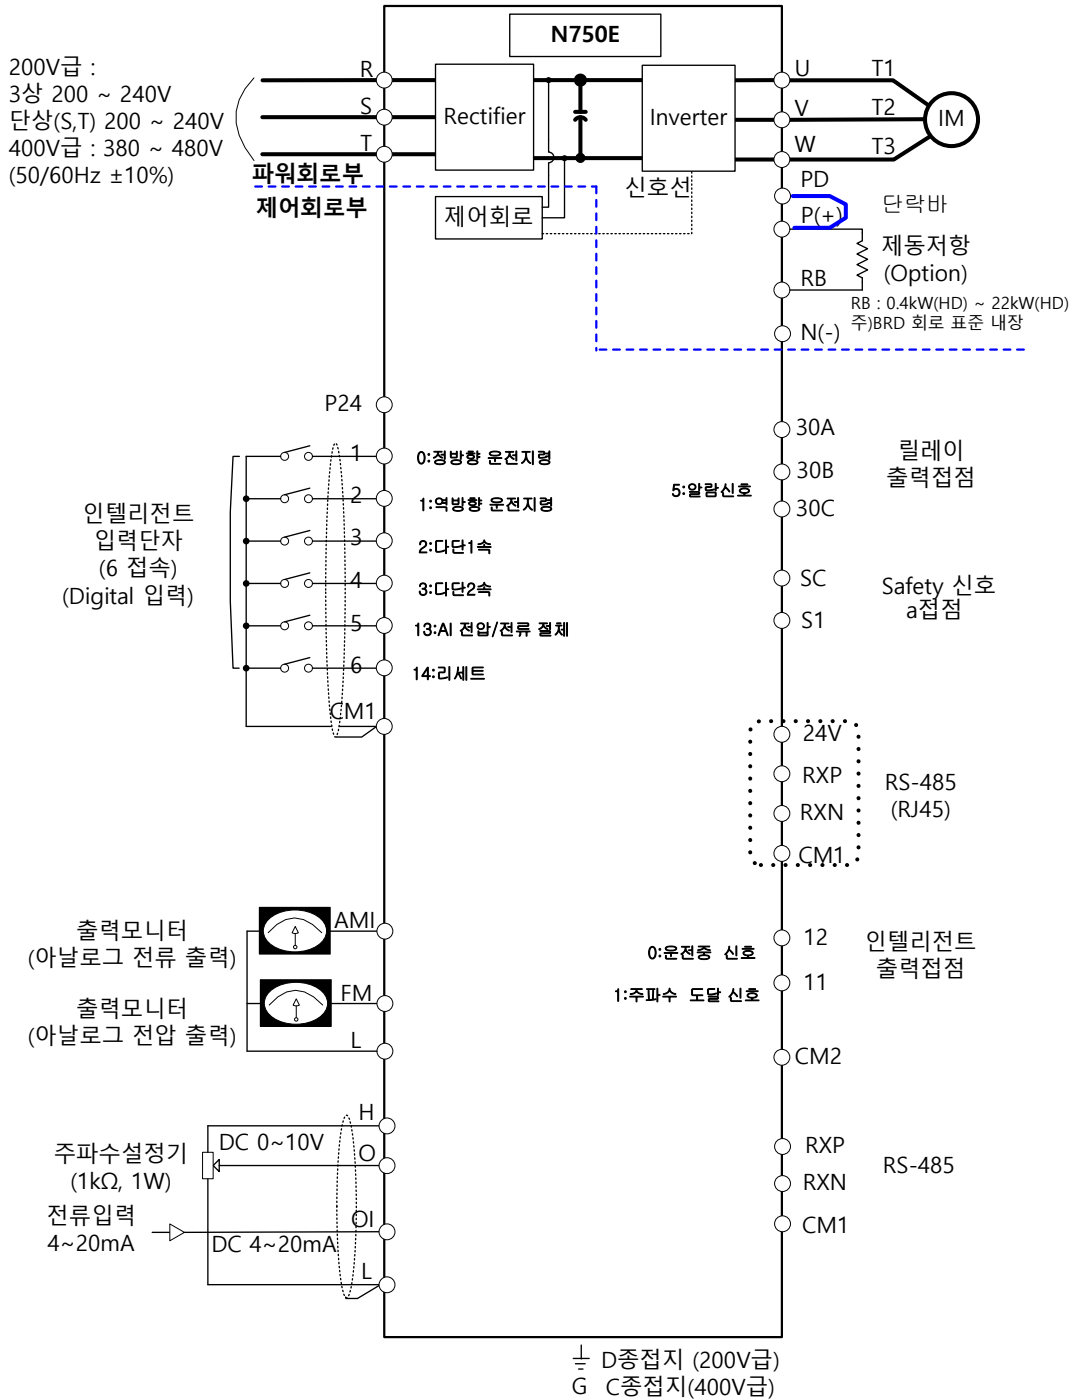 N750E
200V급 :
3상 200 ~ 240V
단상(S,T) 200 ~ 240V
400V급 : 380 ~ 480V
(50/60Hz ±10%)
R
S
T
Rectifier
Inverter
U
V
W
T1
T2
T3
IM
파워회로부
제어회로부
제어회로
신호선
PD
P(+)
단락바
제동저항
(Option)
RB
RB : 0.4kW(HD) ~ 22kW(HD)
주)BRD 회로 표준 내장
N(-)
P24
인텔리전트
입력단자
(6 접속)
(Digital 입력)
1
0:정방향 운전지령
2
1:역방향 운전지령
3
2:다단1속
4
3:다단2속
5
13:AI 전압/전류 절체
6
14:리세트
CM1
30A
30B
30C
5:알람신호
릴레이
출력접점
SC
S1
Safety 신호
a접점
24V
RXP
RXN
CM1
RS-485
(RJ45)
출력모니터
(아날로그 전류 출력)
AMI
출력모니터
(아날로그 전압 출력)
FM
L
0:운전중 신호
12
1:주파수 도달 신호
11
인텔리전트
출력접점
CM2
주파수설정기
(1kΩ, 1W)
전류입력
4~20mA
H
DC 0~10V
O
OI
DC 4~20mA
L
RXP
RXN
CM1
RS-485
D종접지 (200V급)
G C종접지(400V급)